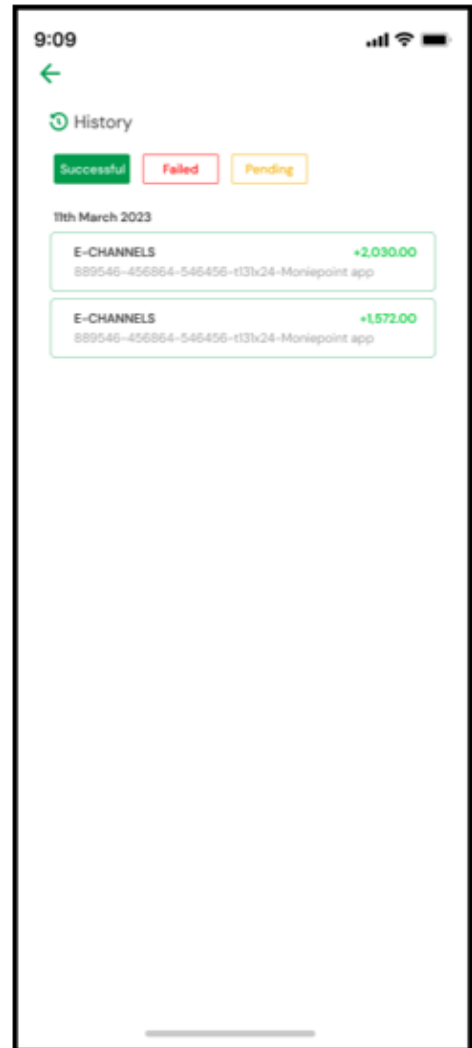 9:09
History
Successful Failed Pending
11th March 2023
E-CHANNELS +2,030.00
889546-456864-546456-t131x24-Moniepoint app
E-CHANNELS +1,572.00
889546-456864-546456-t131x24-Moniepoint app